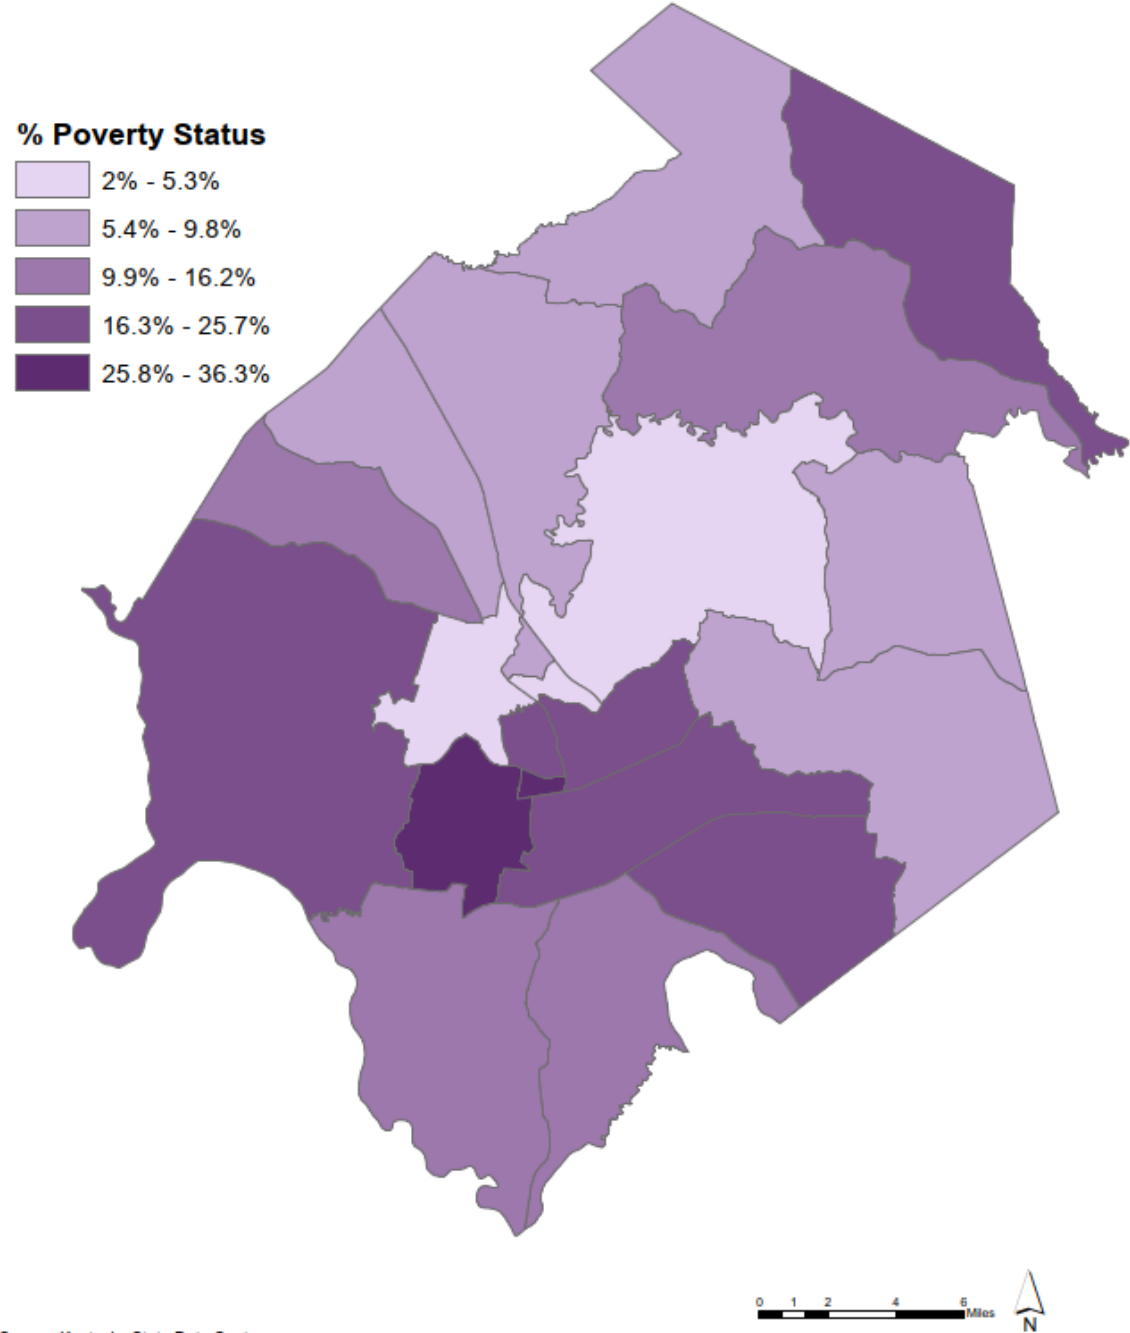 % Poverty Status
2% - 5.3%
5.4% - 9.8%
9.9% - 16.2%
16.3% - 25.7%
25.8% - 36.3%
0 1 2 4 6
Miles
N